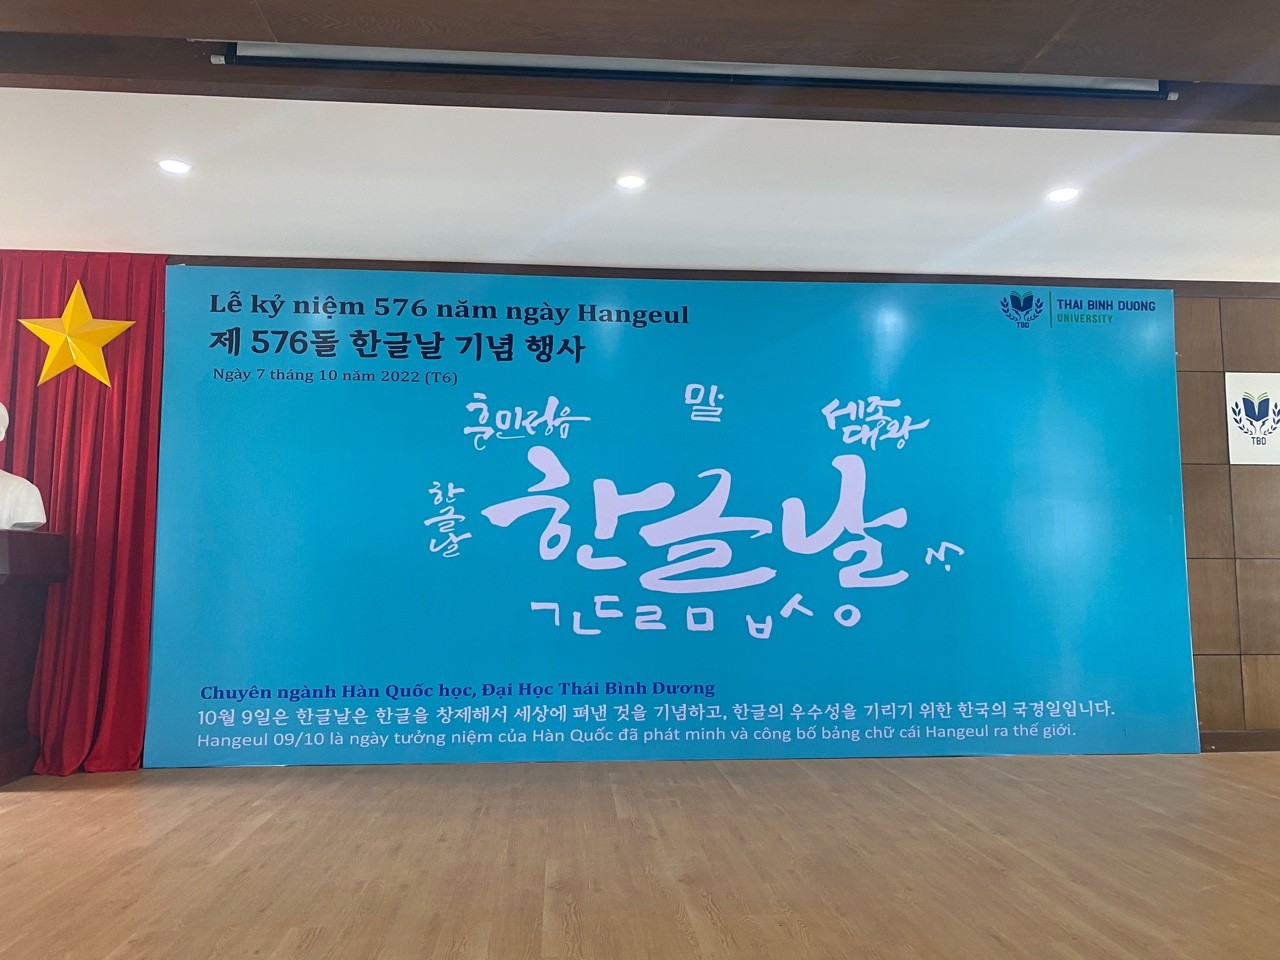 Lễ kỷ niệm 576 năm ngày Hangeul
제 576돌 한글날 기념 행사
Ngày 7 tháng 10 năm 2022 (T6)
TBD
THAI BINH DUONG
UNIVERSITY
훈민정음
말
세종
대왕
한
글
날
한글날
ㄱㄴㄷㄹㅁㅂㅅㅇ
TBD
Chuyên ngành Hàn Quốc học, Đại Học Thái Bình Dương
10월 9일은 한글날은 한글을 창제해서 세상에 펴낸 것을 기념하고, 한글의 우수성을 기리기 위한 한국의 국경일입니다.
Hangeul 09/10 là ngày tưởng niệm của Hàn Quốc đã phát minh và công bố bảng chữ cái Hangeul ra thế giới.